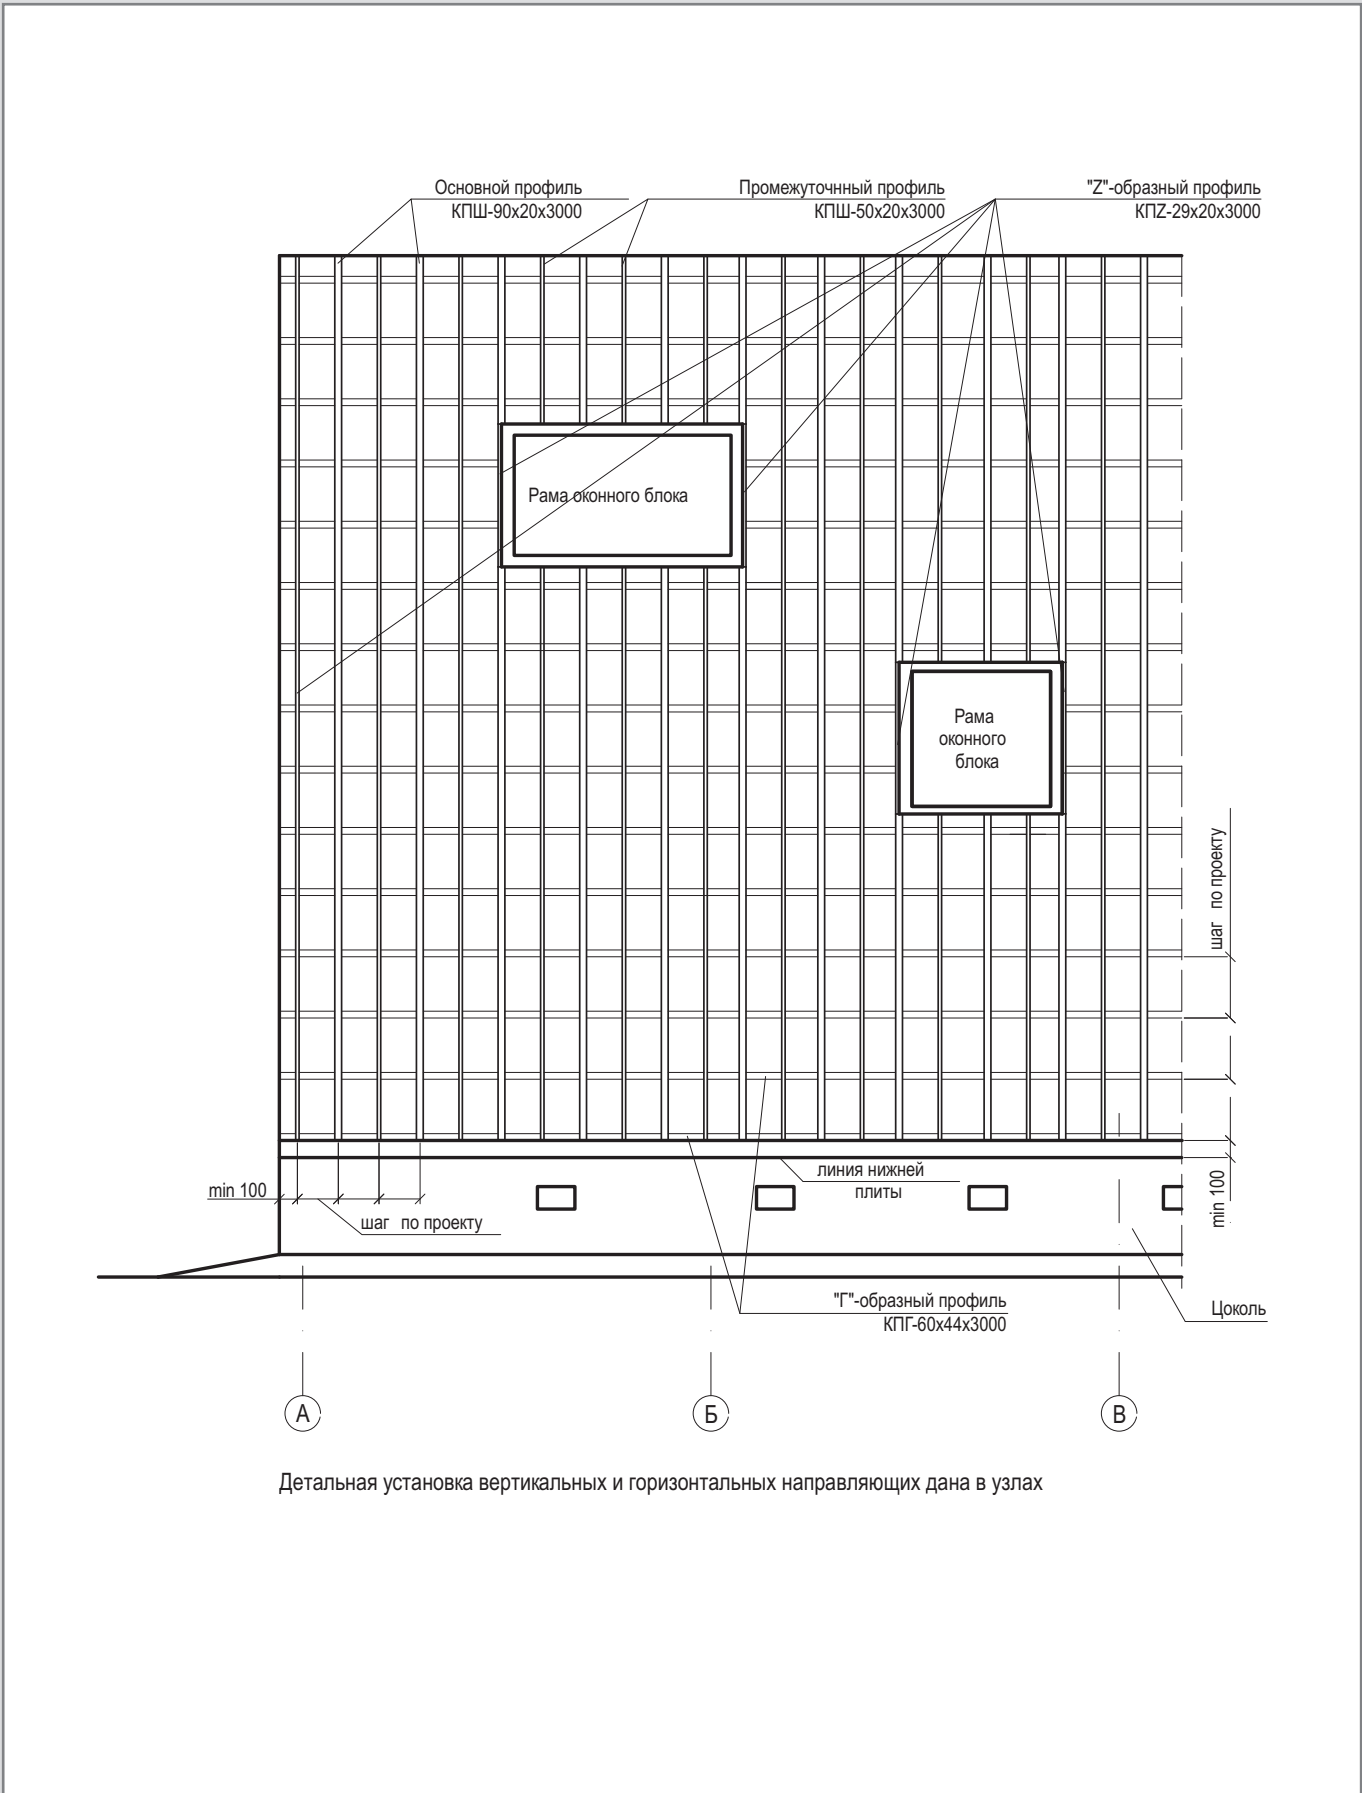 Основной профиль
КПШ-90х20х3000
Промежуточнный профиль
КПШ-50х20х3000
"Z"-образный профиль
КПZ-29х20х3000
Рама оконного блока
Рама
оконного
блока
шаг по проекту
линия нижней
плиты
min 100
min 100
шаг по проекту
"Г"-образный профиль
КПГ-60х44х3000
Цоколь
А
Б
В
Детальная установка вертикальных и горизонтальных направляющих дана в узлах